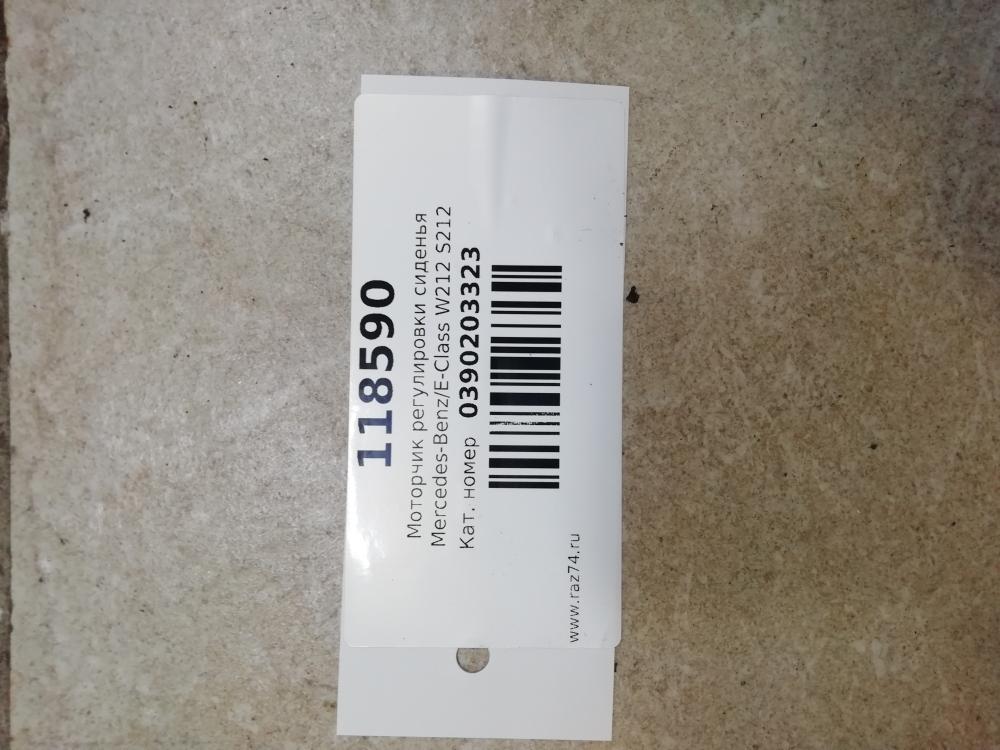 118590
Моторчик регулировки сиденья
Mercedes-Benz/E-Class W212 S212
Кат. номер 0390203323
www.raz74.ru